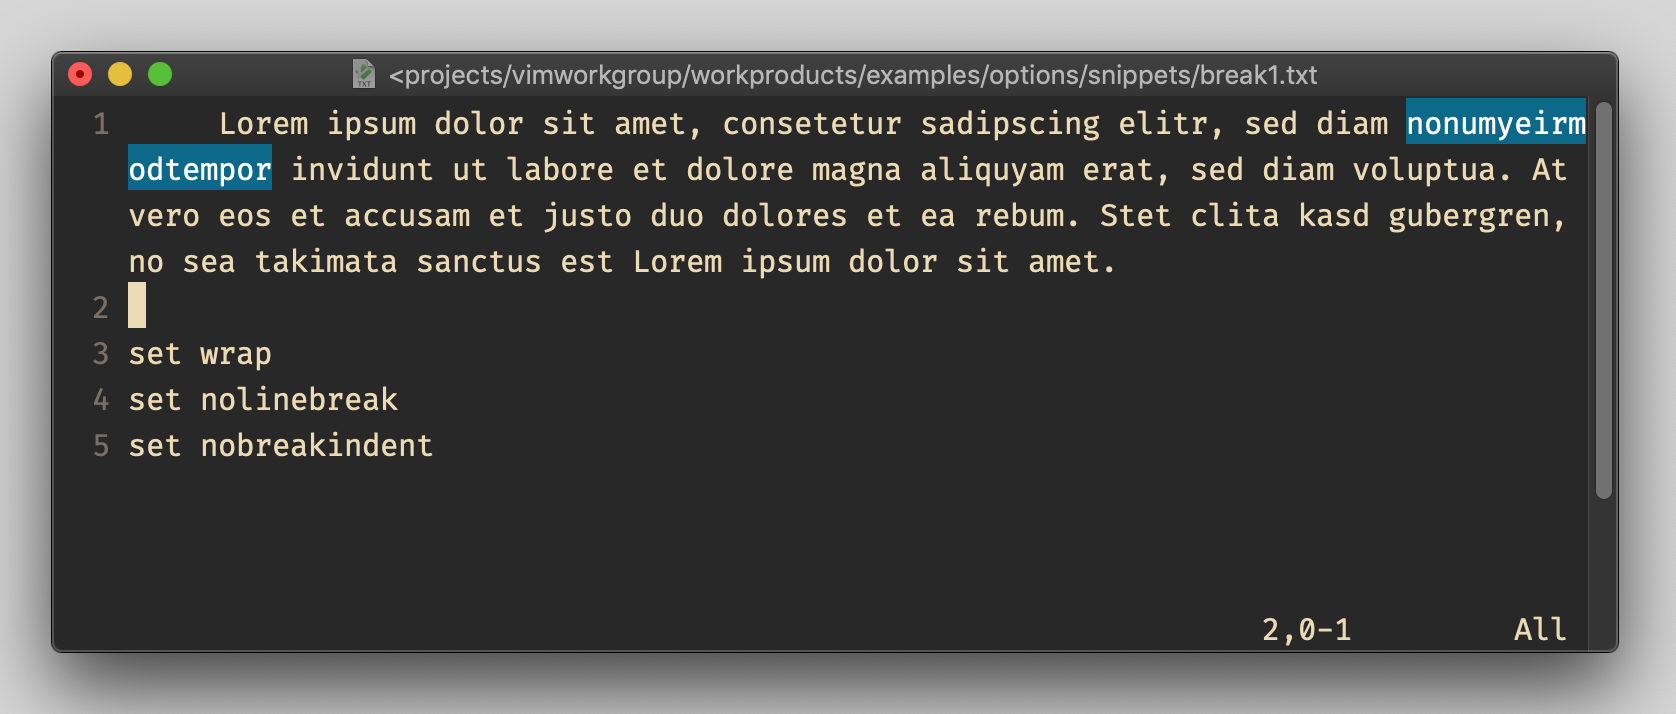 TXT
<projects/vimworkgroup/workproducts/examples/options/snippets/break1.txt
1 Lorem ipsum dolor sit amet, consetetur sadipscing elitr, sed diam nonumyeirm
odtempor invidunt ut labore et dolore magna aliquyam erat, sed diam voluptua. At
vero eos et accusam et justo duo dolores et ea rebum. Stet clita kasd gubergren,
no sea takimata sanctus est Lorem ipsum dolor sit amet.
2
3 set wrap
4 set nolinebreak
5 set nobreakindent
2,0-1 All